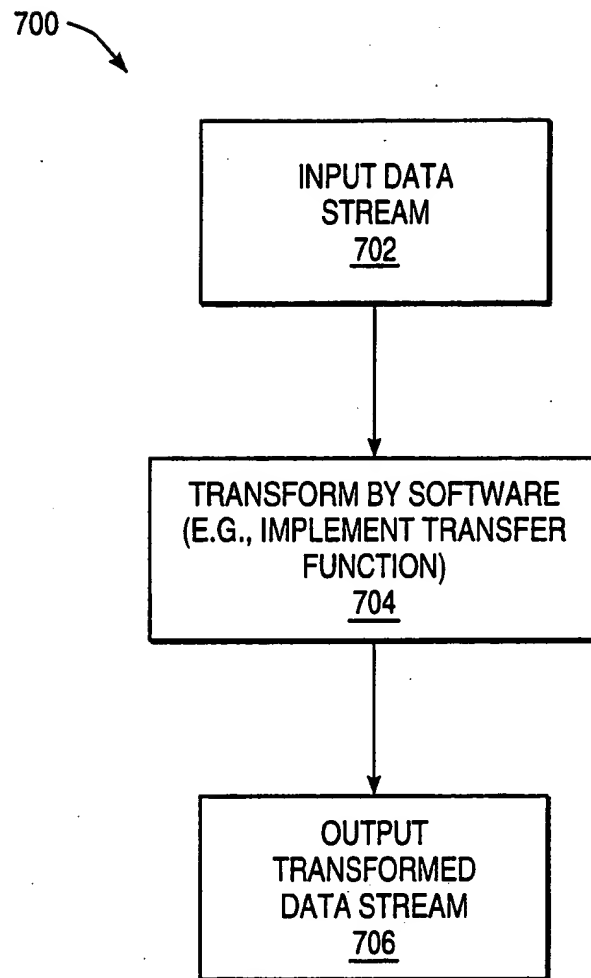 700
INPUT DATA
STREAM
702
TRANSFORM BY SOFTWARE
(E.G., IMPLEMENT TRANSFER
FUNCTION)
704
OUTPUT
TRANSFORMED
DATA STREAM
706